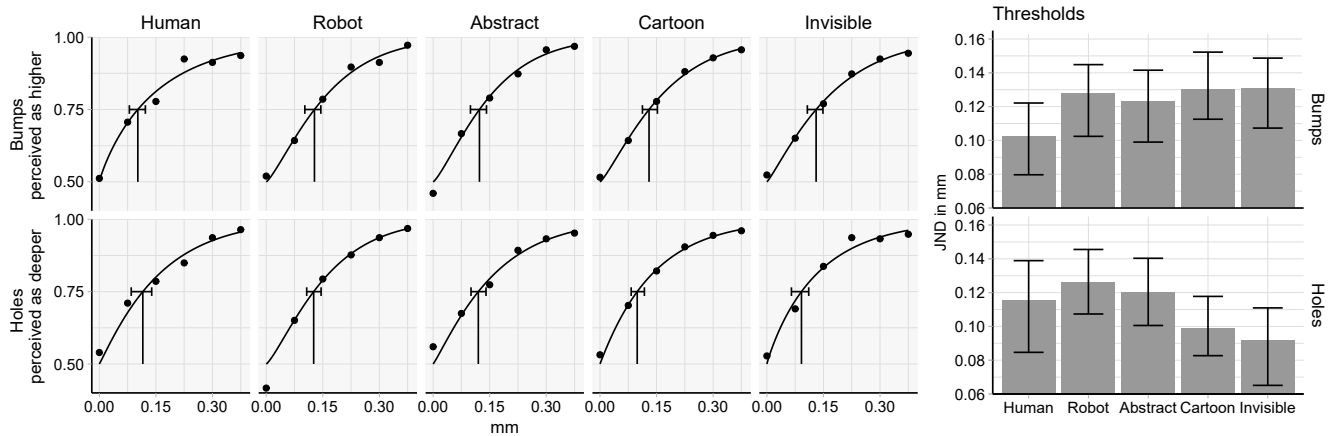 Human Robot Abstract Cartoon Invisible
Bumps
perceived as higher
1.00
0.75
0.50
Holes
perceived as deeper
1.00
0.75
0.50
0.00 0.15 0.30 0.00 0.15 0.30 0.00 0.15 0.30 0.00 0.15 0.30 0.00 0.15 0.30
mm
Thresholds
JND in mm
0.16
0.14
0.12
0.10
0.08
0.06
Bumps
0.16
0.14
0.12
0.10
0.08
0.06
Holes
Human Robot Abstract Cartoon Invisible